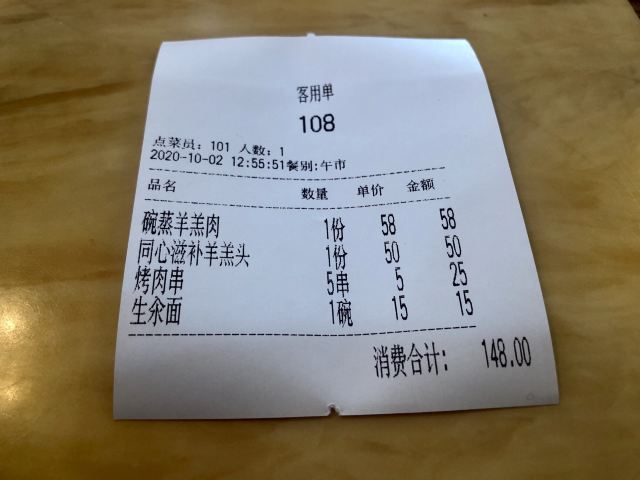 客用单
108
点菜员: 101 人数: 1
2020-10-02 12:55:51餐别:午市
品名 数量 单价 金额
碗蒸羊羔肉 1份 58 58
同心滋补羊羔头 1份 50 50
烤肉串 5串 5 25
生汆面 1碗 15 15
消费合计: 148.00